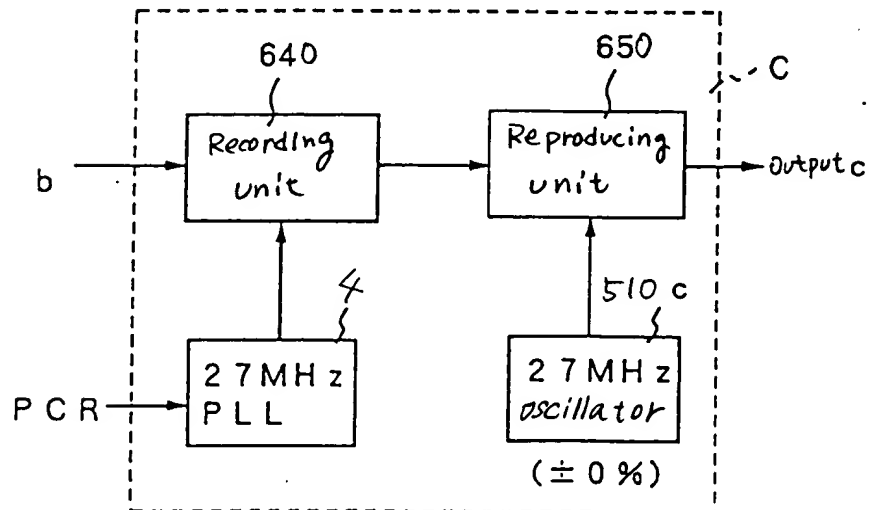 640
650
C
Recording
unit
Reproducing
unit
b
Output c
4
510 c
27MHz
PLL
27MHz
oscillator
PCR
(±0%)